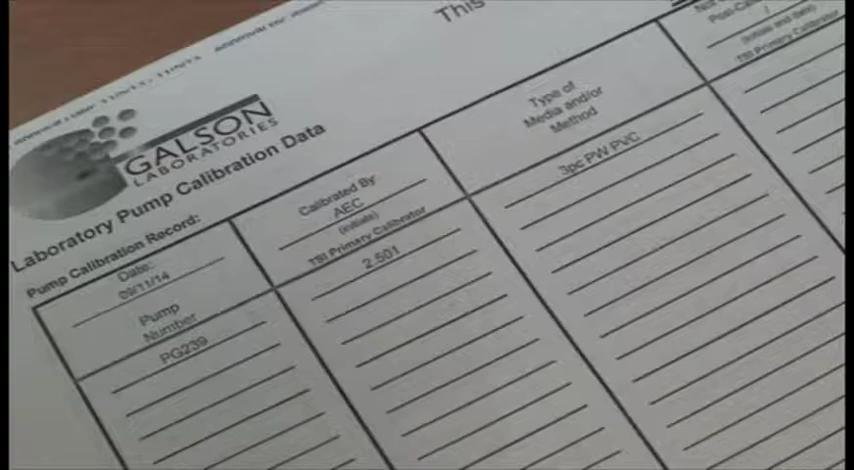 This
GALSON
LABORATORIES
Laboratory Pump Calibration Data
Pump Calibration Record:
Date:
09/11/14
Pump
Number
PG239
Calibrated By
AEC
(initials)
TSI Primary Calibrator
2.501
Type of
Media and/or
Method
3pc PW PVC
/
(initials and date)
TSI Primary Calibrator